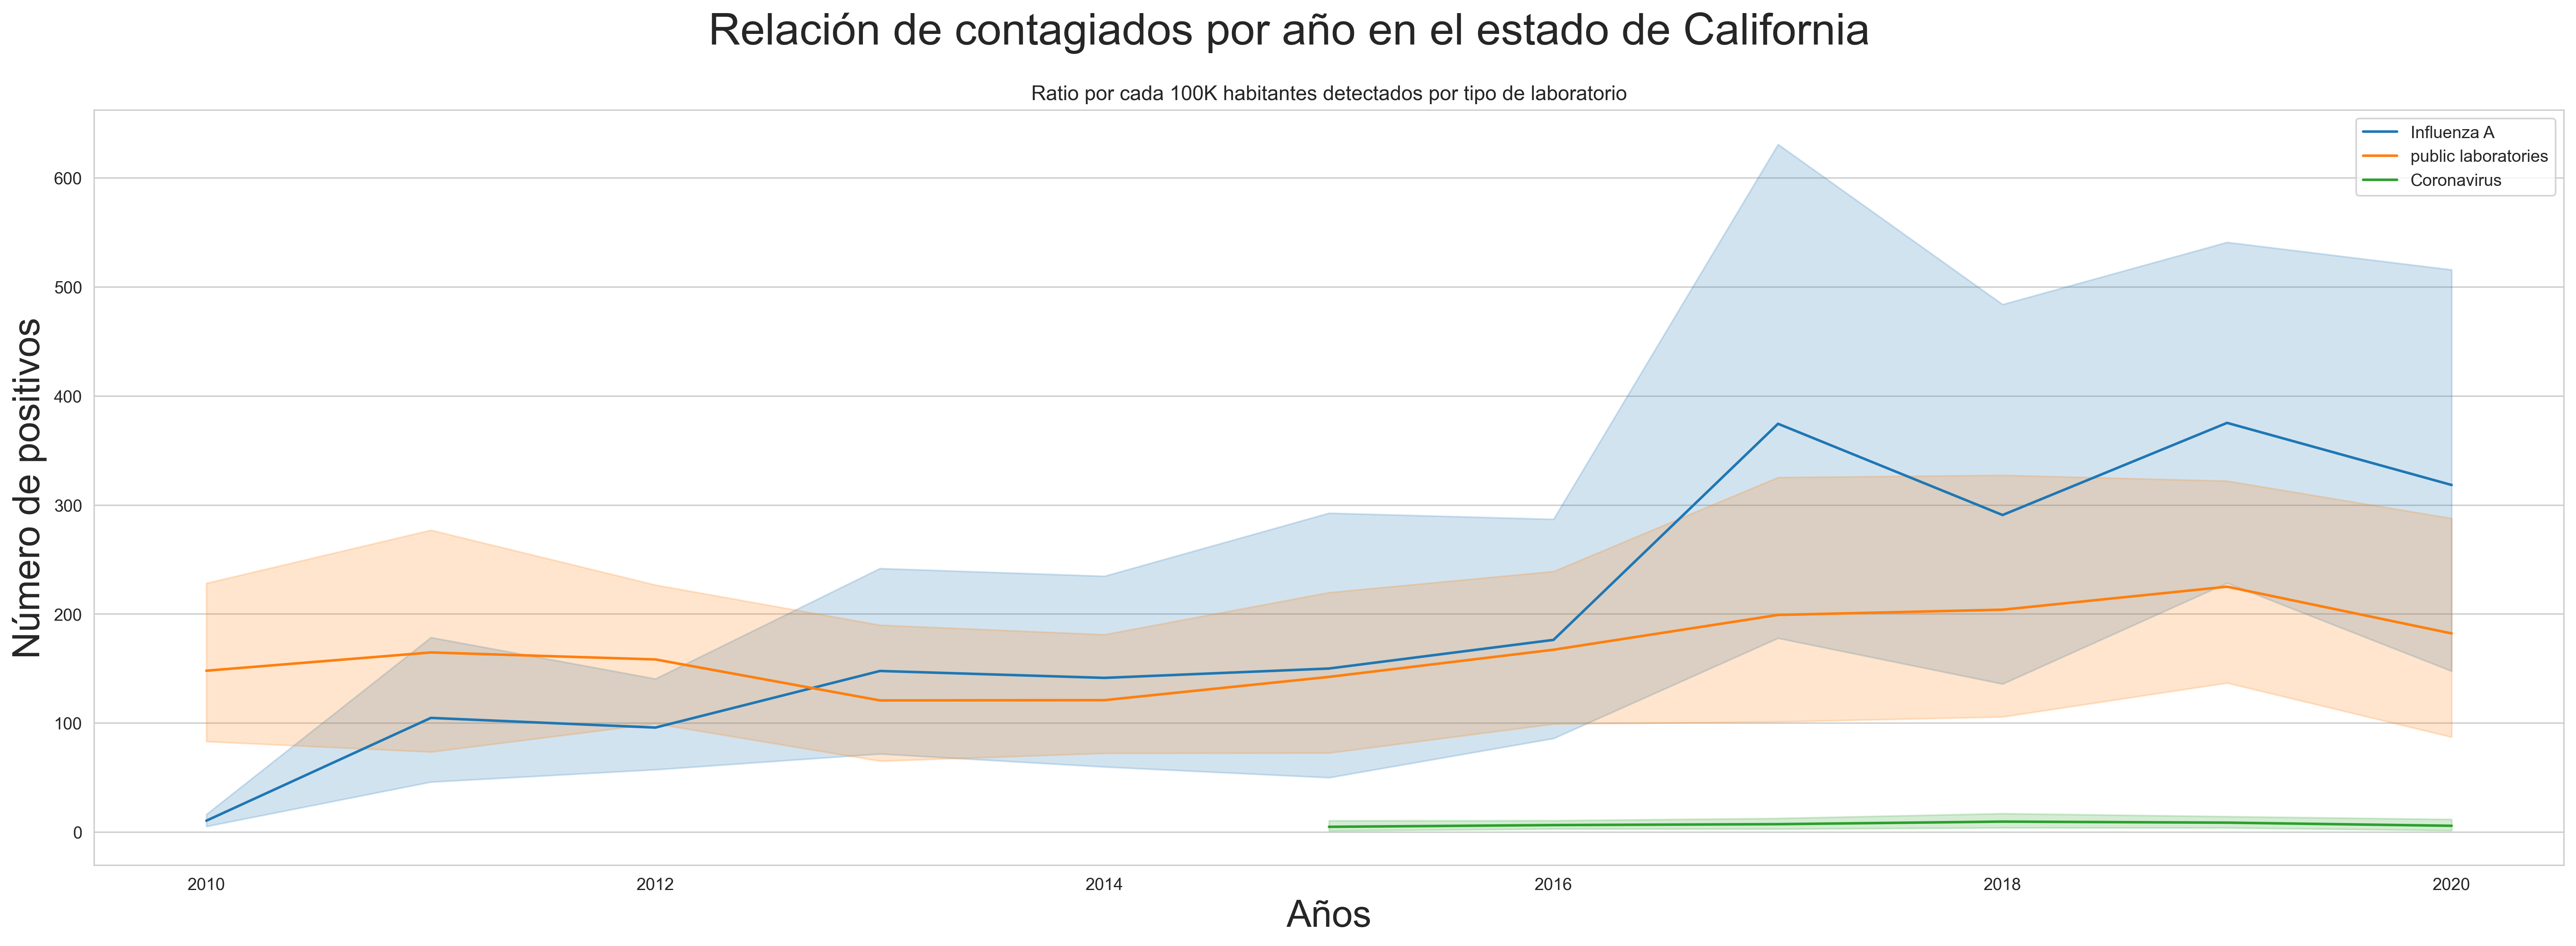 Relación de contagiados por año en el estado de California
Ratio por cada 100K habitantes detectados por tipo de laboratorio
Influenza A
public laboratories
Coronavirus
Número de positivos
600
500
400
300
200
100
0
2010 2012 2014 2016 2018 2020
Años